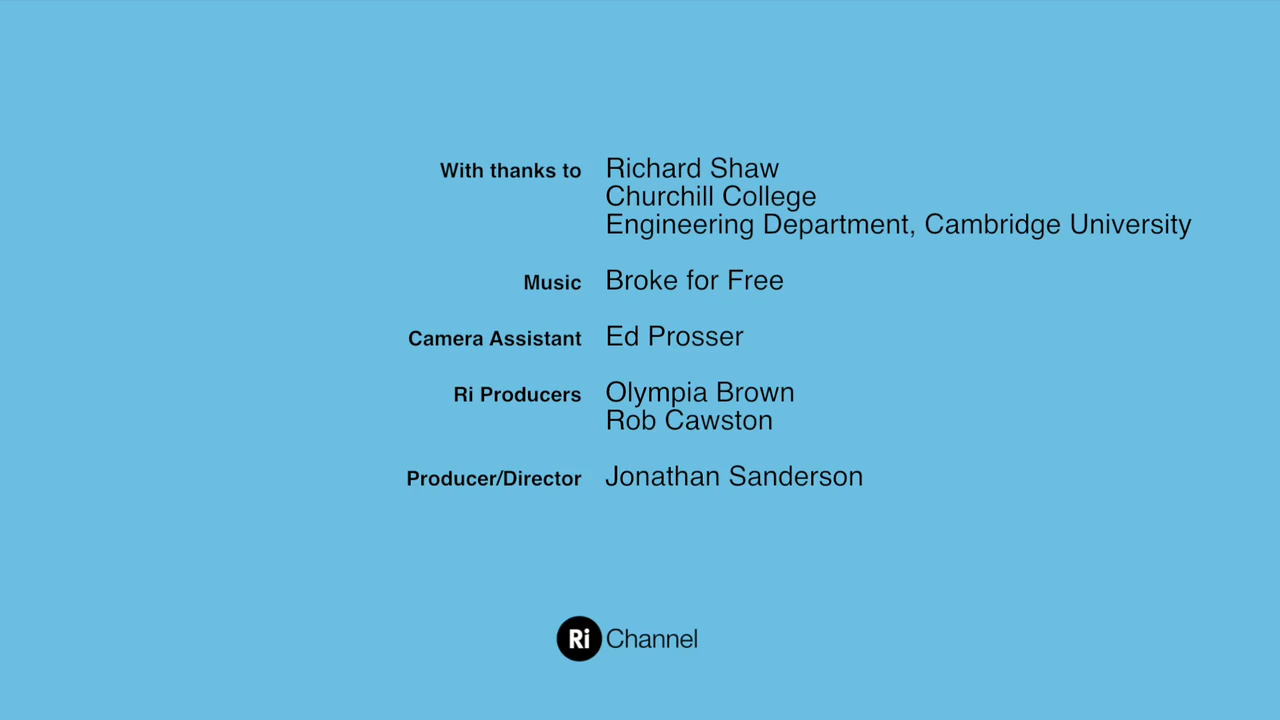 With thanks to Richard Shaw
Churchill College
Engineering Department, Cambridge University
Music Broke for Free
Camera Assistant Ed Prosser
Ri Producers Olympia Brown
Rob Cawston
Producer/Director Jonathan Sanderson
Ri Channel